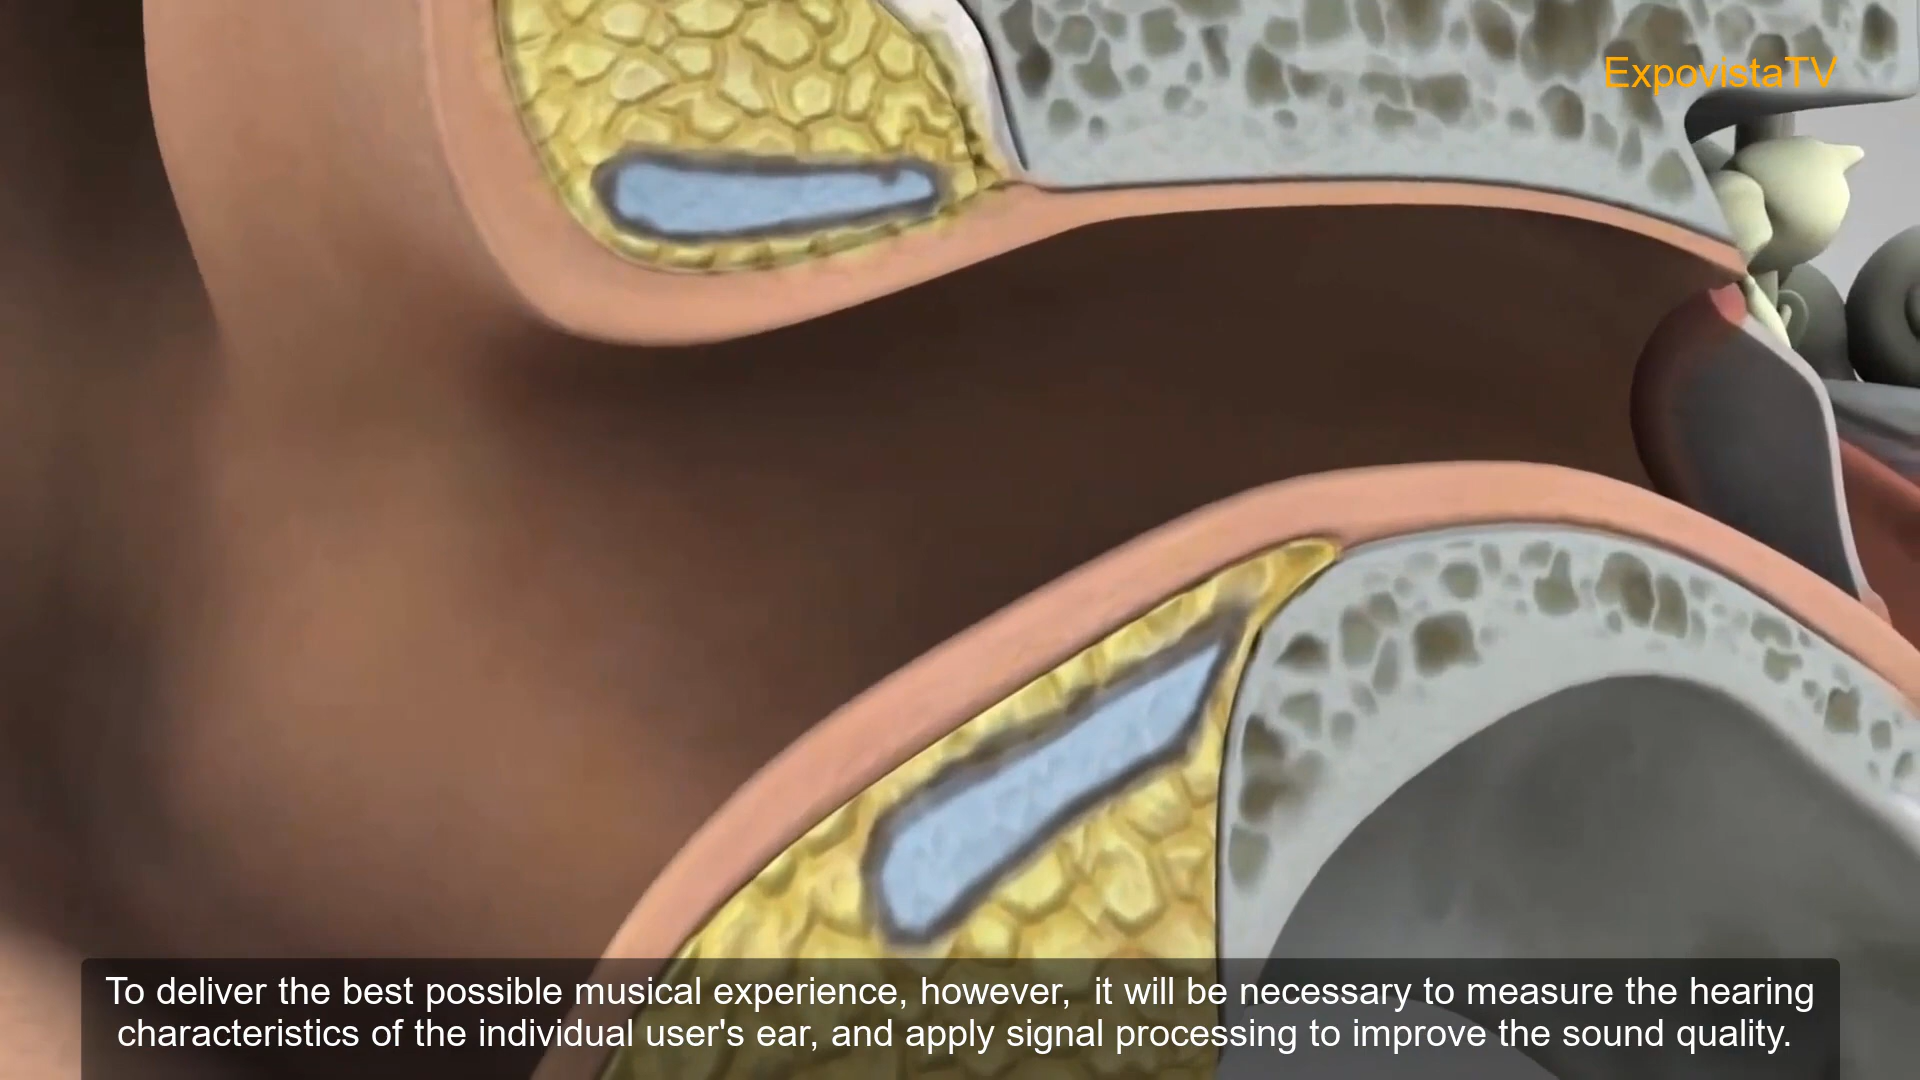 ExpovistaTV
To deliver the best possible musical experience, however,  it will be necessary to measure the hearing
characteristics of the individual user's ear, and apply signal processing to improve the sound quality.